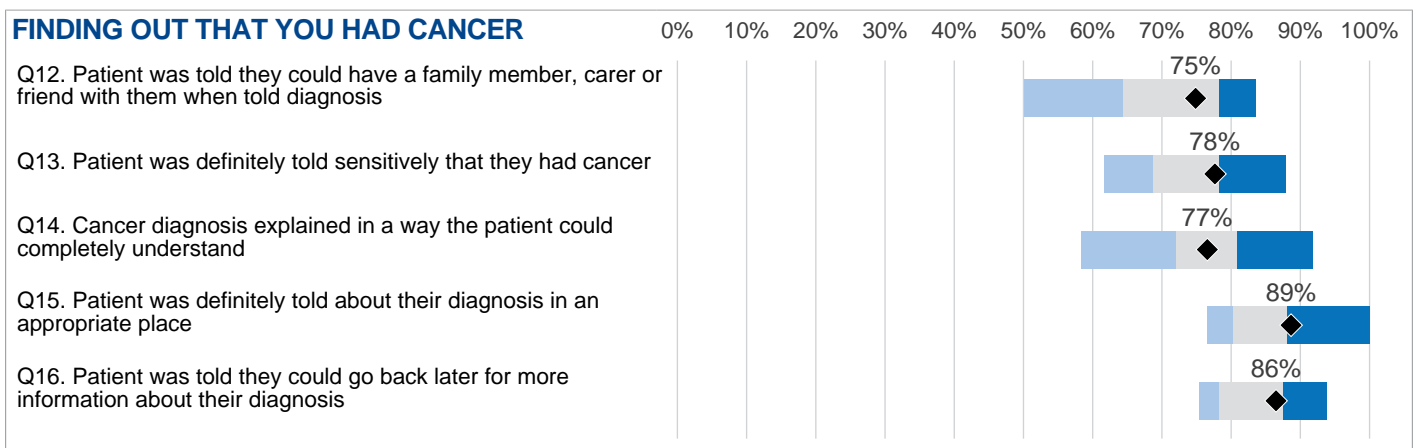 FINDING OUT THAT YOU HAD CANCER
0% 10% 20% 30% 40% 50% 60% 70% 80% 90% 100%
Q12. Patient was told they could have a family member, carer or
friend with them when told diagnosis
75%
Q13. Patient was definitely told sensitively that they had cancer
78%
Q14. Cancer diagnosis explained in a way the patient could
completely understand
77%
Q15. Patient was definitely told about their diagnosis in an
appropriate place
89%
Q16. Patient was told they could go back later for more
information about their diagnosis
86%